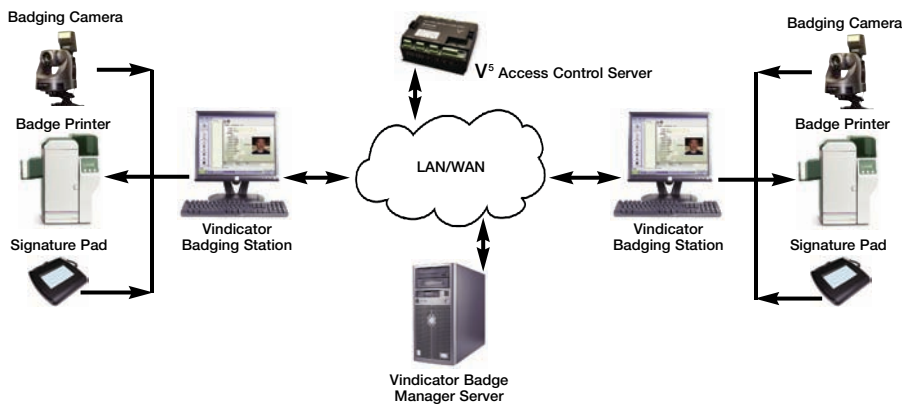 Badging Camera
Badge Printer
Signature Pad
Vindicator
Badging Station
V⁵ Access Control Server
LAN/WAN
Vindicator Badge
Manager Server
Vindicator
Badging Station
Badging Camera
Badge Printer
Signature Pad